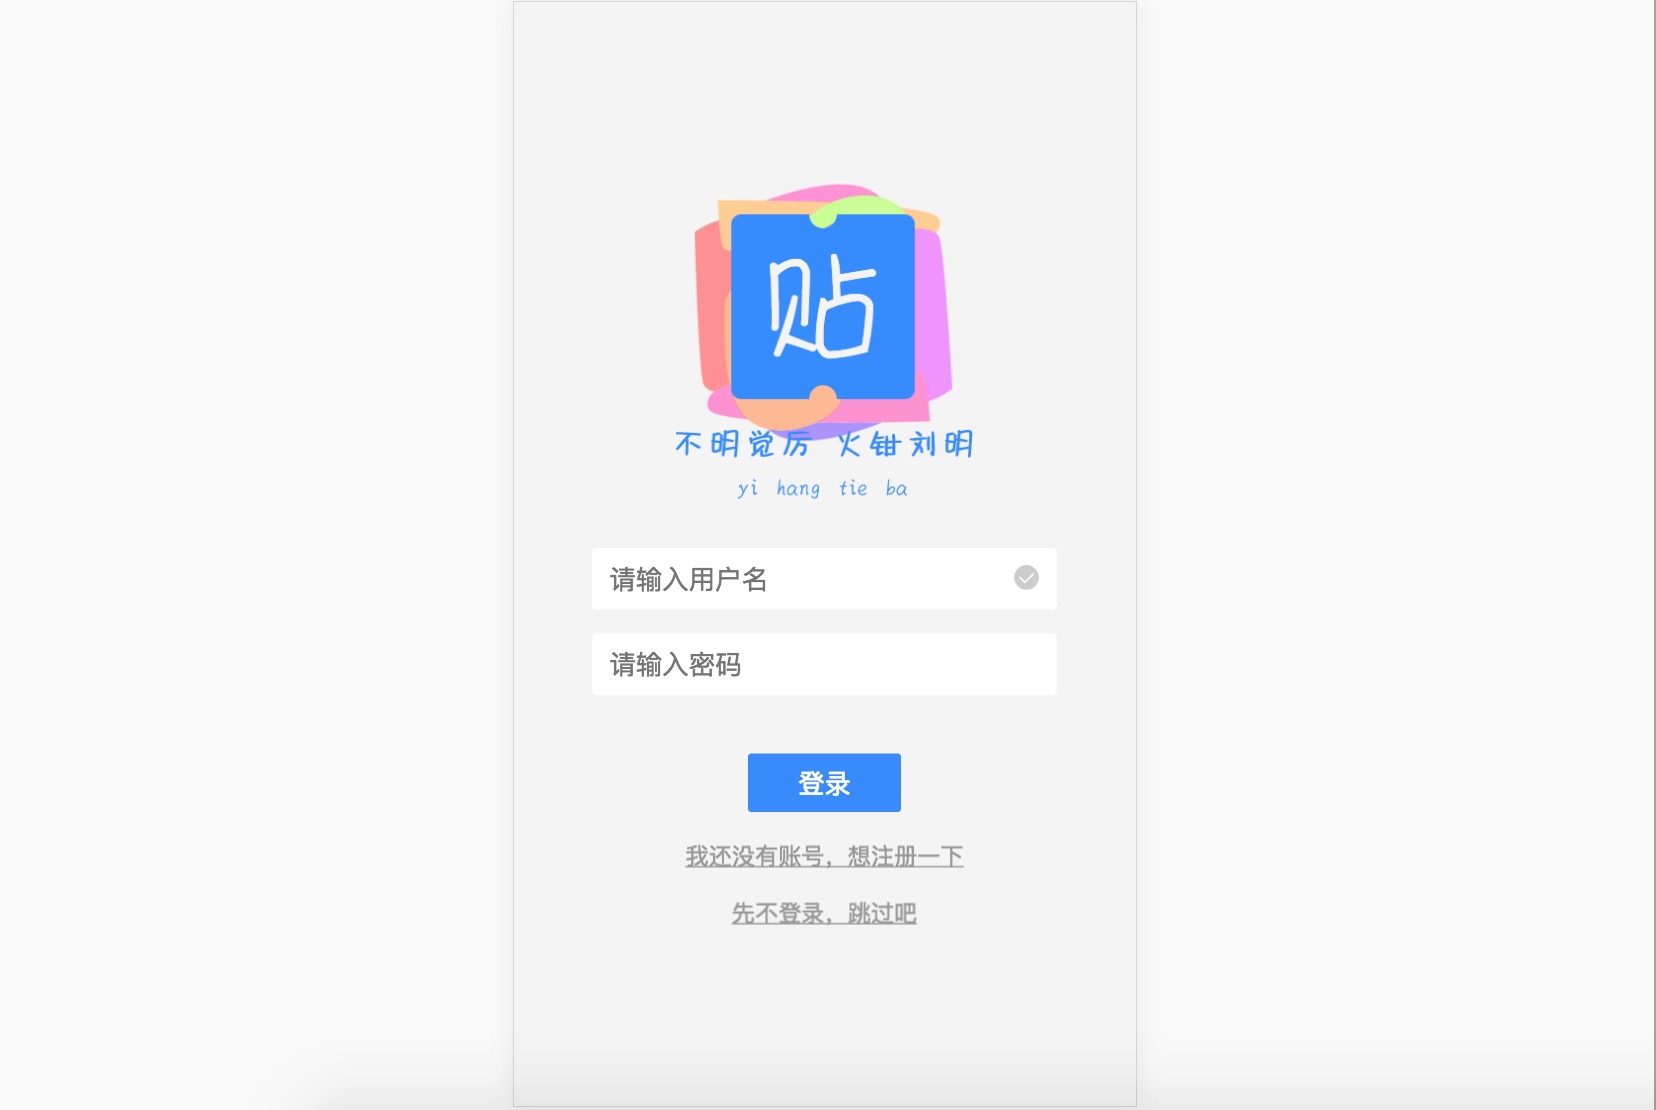 贴
不明觉厉 火钳刘明
yi hang tie ba
请输入用户名
请输入密码
登录
我还没有账号，想注册一下
先不登录，跳过吧